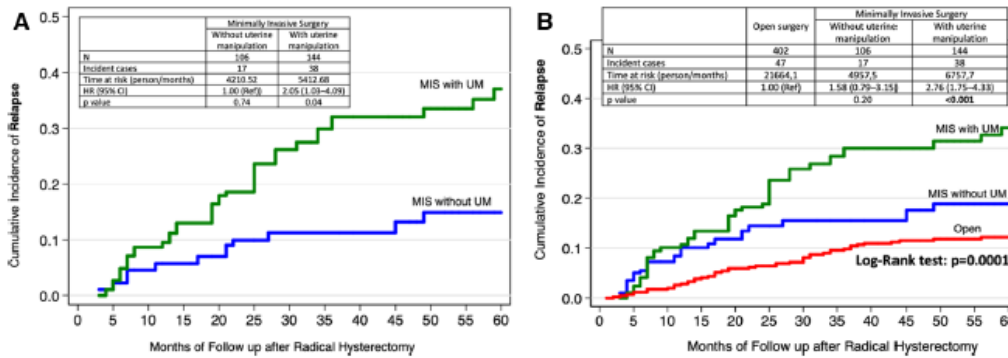 A
Minimally Invasive Surgery
Without uterine manipulation With uterine manipulation
N 106 144
Incident cases 17 38
Time at risk (person/months) 4210.52 5412.68
HR (95% CI) 1.00 (Ref) 2.05 (1.03–4.09)
p value 0.74 0.04
Cumulative Incidence of Relapse
0.5
0.4
0.3
0.2
0.1
0.0
MIS with UM
MIS without UM
0 5 10 15 20 25 30 35 40 45 50 55 60
Months of Follow up after Radical Hysterectomy
B
Minimally Invasive Surgery
Open surgery Without uterine manipulation With uterine manipulation
N 402 106 144
Incident cases 47 17 38
Time at risk (person/months) 21664,1 4957,5 6757,7
HR (95% CI) 1.00 (Ref) 1.58 (0.79–3.15) 2.76 (1.75–4.33)
p value 0.20 <0.001
Cumulative Incidence of Relapse
0.5
0.4
0.3
0.2
0.1
0.0
MIS with UM
MIS without UM
Open
Log-Rank test: p=0.0001
0 5 10 15 20 25 30 35 40 45 50 55 60
Months of Follow up after Radical Hysterectomy